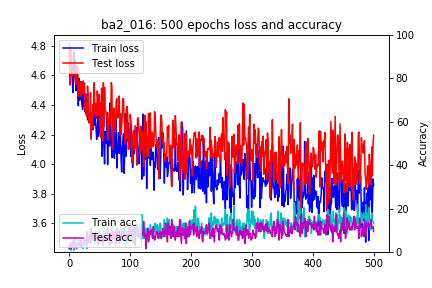 ba2_016: 500 epochs loss and accuracy
4.8
4.6
4.4
4.2
4.0
3.8
3.6
Loss
Train loss
Test loss
Train acc
Test acc
100
80
60
40
20
0
Accuracy
0
100
200
300
400
500